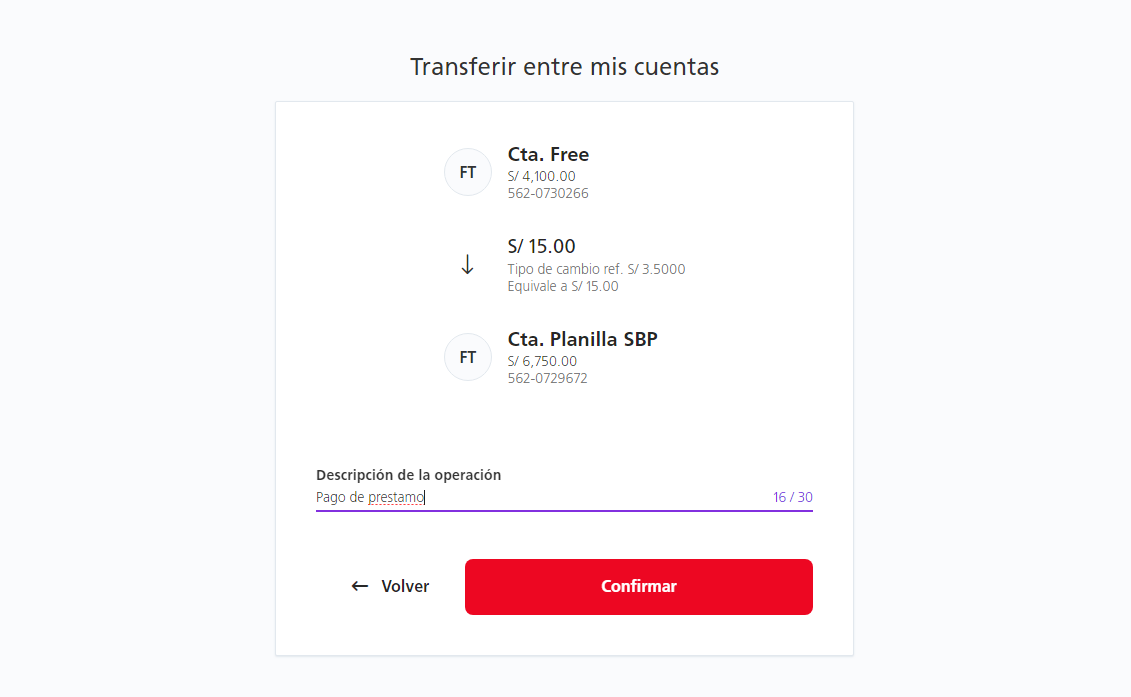 Transferir entre mis cuentas
FT
Cta. Free
S/ 4,100.00
562-0730266
S/ 15.00
Tipo de cambio ref. S/ 3.5000
Equivale a S/ 15.00
FT
Cta. Planilla SBP
S/ 6,750.00
562-0729672
Descripción de la operación
Pago de prestamo 16 / 30
Volver Confirmar